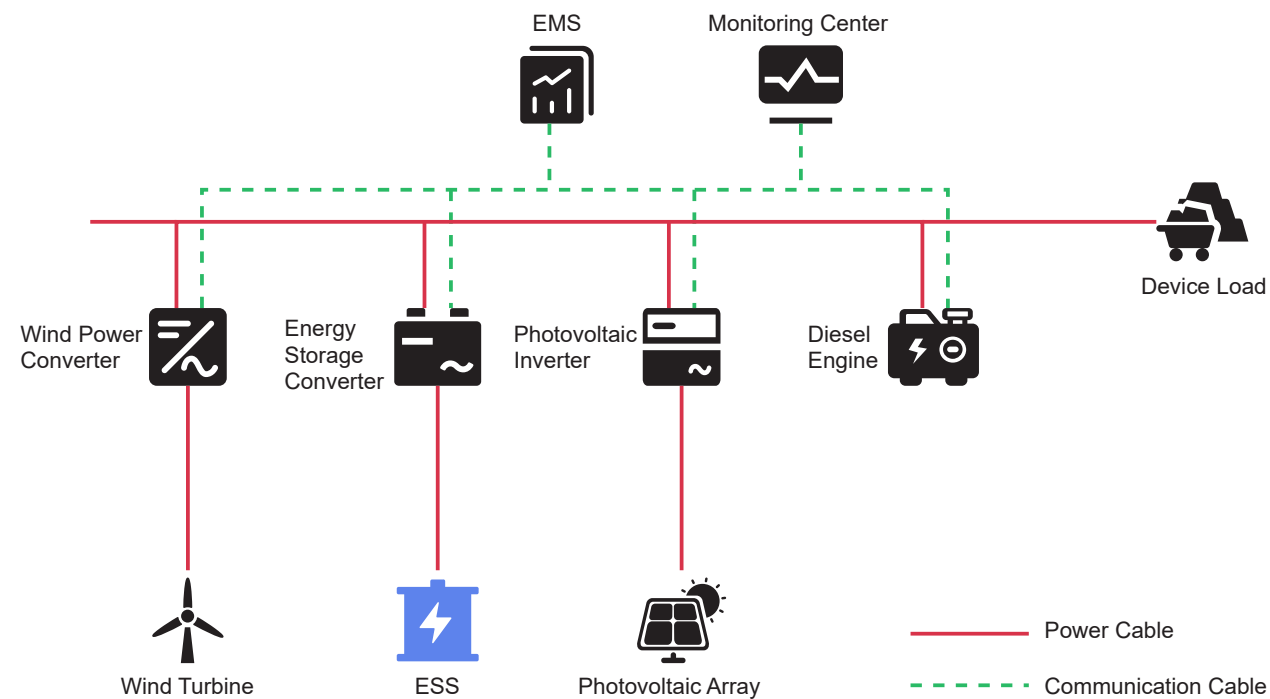 EMS
Monitoring Center
Device Load
Wind Power
Converter
Energy
Storage
Converter
Photovoltaic
Inverter
Diesel
Engine
Wind Turbine
ESS
Photovoltaic Array
Power Cable
Communication Cable